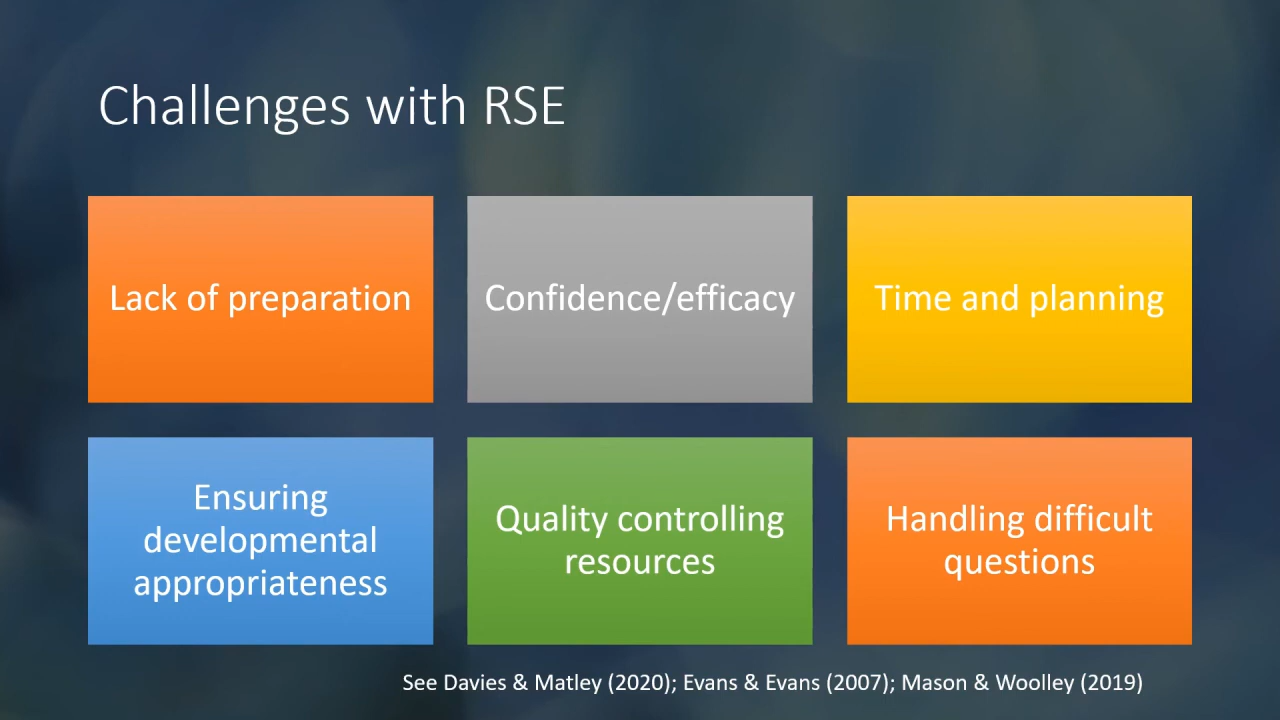 Challenges with RSE
Lack of preparation
Confidence/efficacy
Time and planning
Ensuring
developmental
appropriateness
Quality controlling
resources
Handling difficult
questions
See Davies & Matley (2020); Evans & Evans (2007); Mason & Woolley (2019)